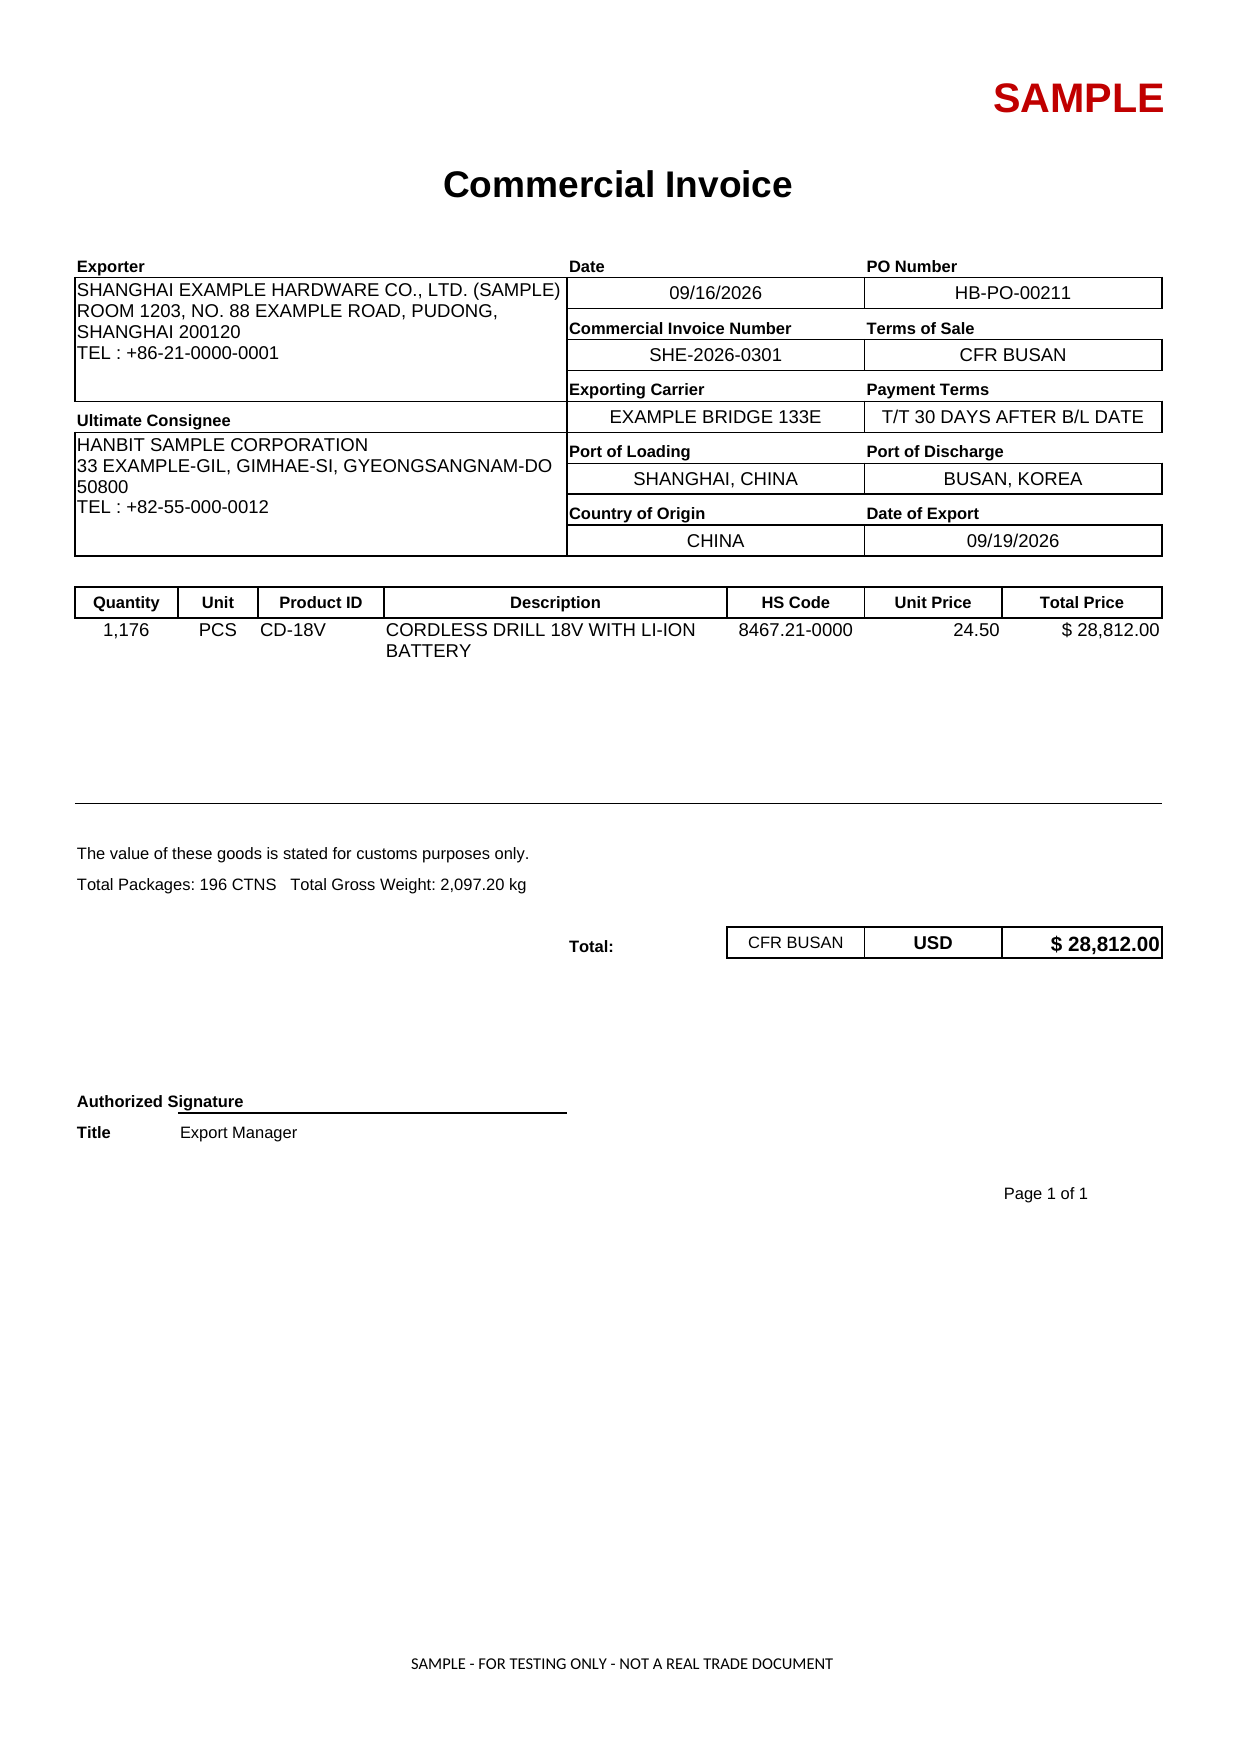 SAMPLE
Commercial Invoice
Exporter
SHANGHAI EXAMPLE HARDWARE CO., LTD. (SAMPLE)
ROOM 1203, NO. 88 EXAMPLE ROAD, PUDONG,
SHANGHAI 200120
TEL : +86-21-0000-0001
Ultimate Consignee
HANBIT SAMPLE CORPORATION
33 EXAMPLE-GIL, GIMHAE-SI, GYEONGSANGNAM-DO
50800
TEL : +82-55-000-0012
Date PO Number
09/16/2026 HB-PO-00211
Commercial Invoice Number Terms of Sale
SHE-2026-0301 CFR BUSAN
Exporting Carrier Payment Terms
EXAMPLE BRIDGE 133E T/T 30 DAYS AFTER B/L DATE
Port of Loading Port of Discharge
SHANGHAI, CHINA BUSAN, KOREA
Country of Origin Date of Export
CHINA 09/19/2026
Quantity Unit Product ID Description HS Code Unit Price Total Price
1,176 PCS CD-18V CORDLESS DRILL 18V WITH LI-ION 8467.21-0000 24.50 $ 28,812.00
BATTERY
The value of these goods is stated for customs purposes only.
Total Packages: 196 CTNS Total Gross Weight: 2,097.20 kg
Total: CFR BUSAN USD $ 28,812.00
Authorized Signature
Title Export Manager
Page 1 of 1
SAMPLE - FOR TESTING ONLY - NOT A REAL TRADE DOCUMENT